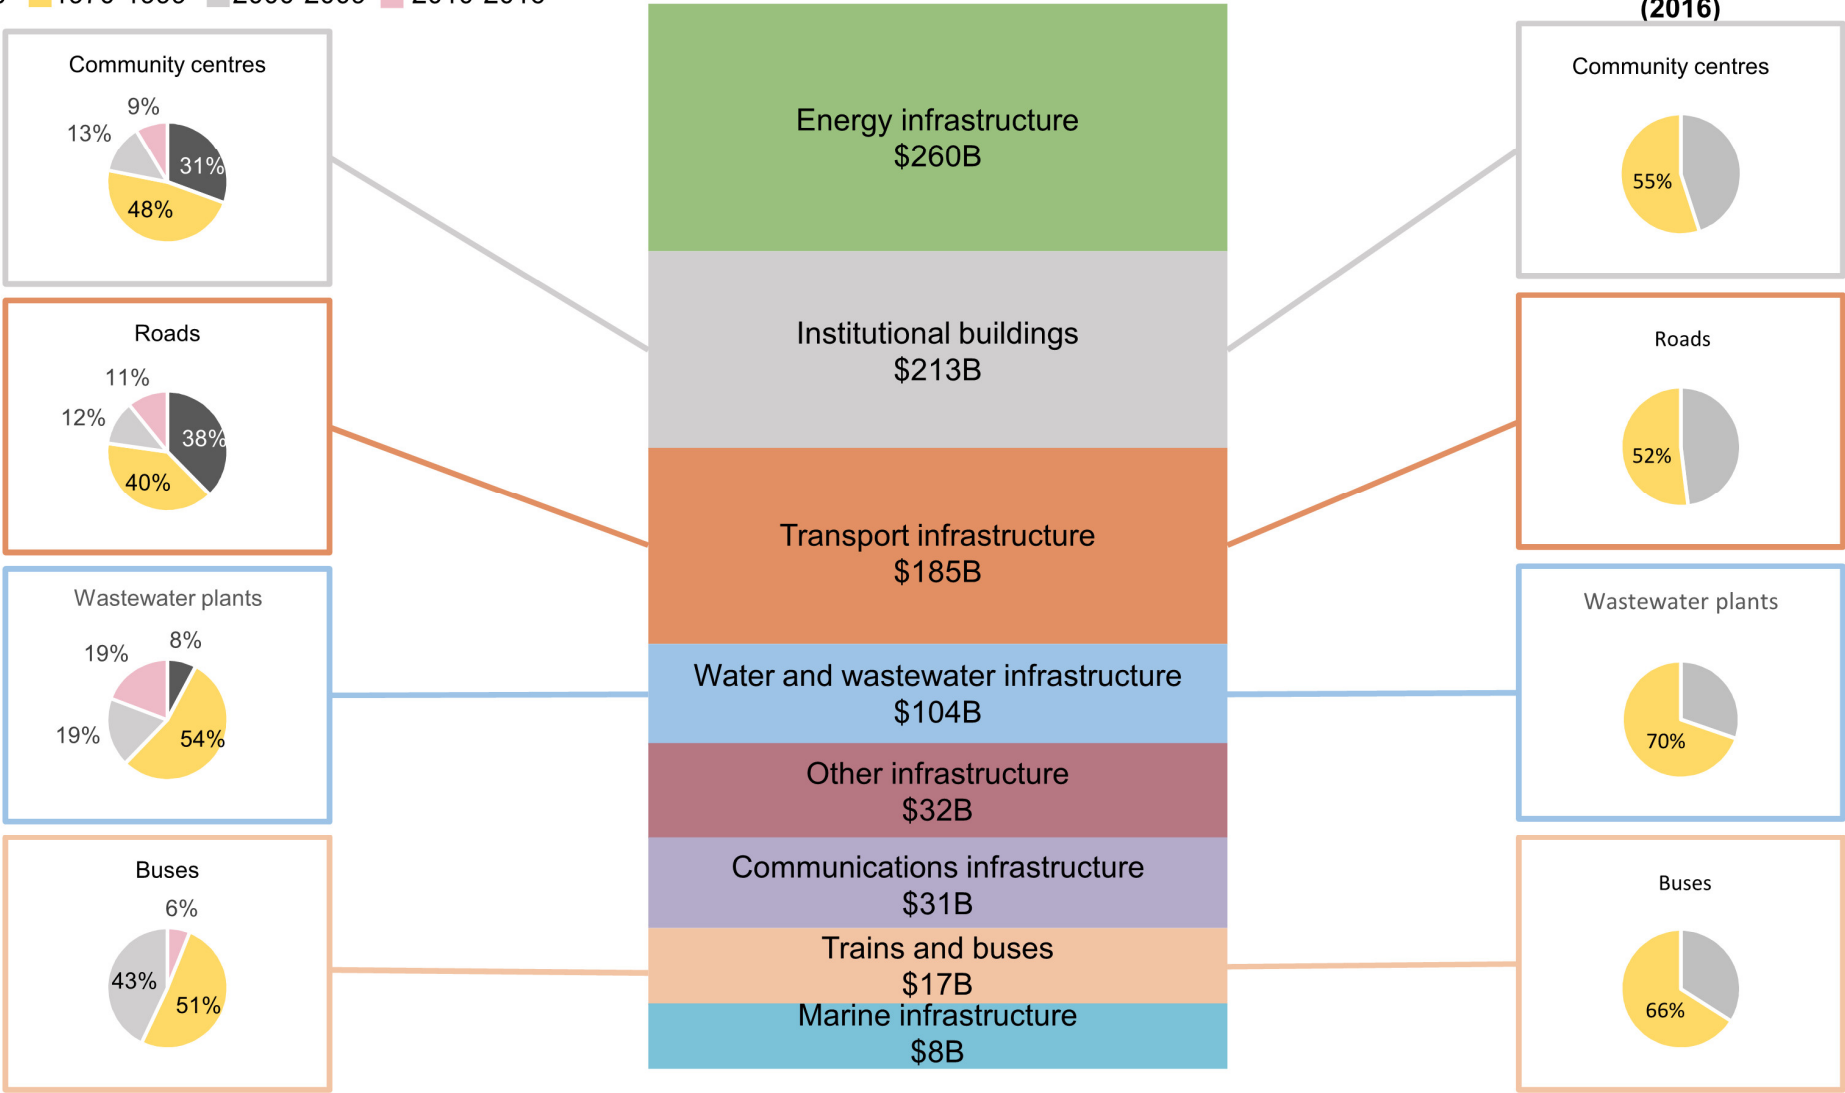 (2016)
Community centres
9%
13%
31%
48%
Roads
11%
12%
38%
40%
Wastewater plants
8%
19%
19%
54%
Buses
6%
43%
51%
Energy infrastructure
$260B
Institutional buildings
$213B
Transport infrastructure
$185B
Water and wastewater infrastructure
$104B
Other infrastructure
$32B
Communications infrastructure
$31B
Trains and buses
$17B
Marine infrastructure
$8B
Community centres
55%
Roads
52%
Wastewater plants
70%
Buses
66%